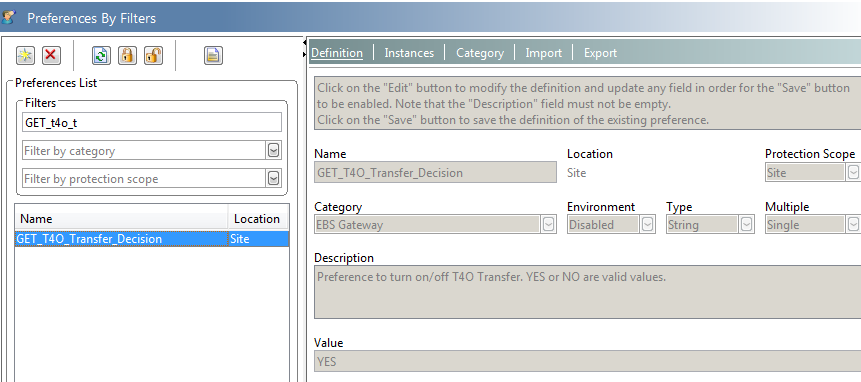 Preferences By Filters
Preferences List
Filters
GET_t4o_t
Filter by category
Filter by protection scope
Name Location
GET_T4O_Transfer_Decision Site
Definition Instances Category Import Export
Click on the "Edit" button to modify the definition and update any field in order for the "Save" button
to be enabled. Note that the "Description" field must not be empty.
Click on the "Save" button to save the definition of the existing preference.
Name Location Protection Scope
GET_T4O_Transfer_Decision Site Site
Category Environment Type Multiple
EBS Gateway Disabled String Single
Description
Preference to turn on/off T4O Transfer. YES or NO are valid values.
Value
YES